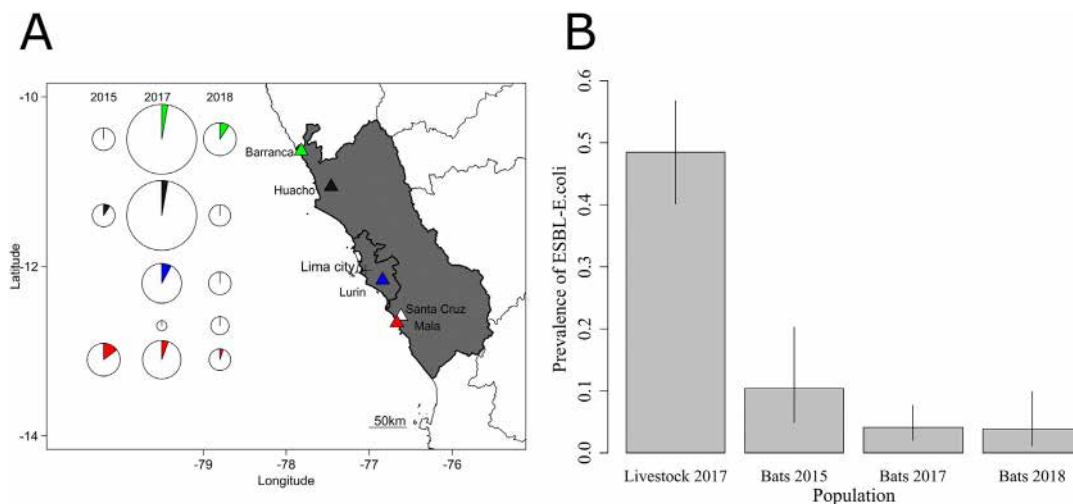 A
B
2015 2017 2018
-10
-12
-14
Latitude
Barranca
Huacho
Lima city
Lurin
Santa Cruz
Mala
50km
-79 -78 -77 -76
Longitude
0.6
0.5
0.4
0.3
0.2
0.1
0.0
Prevalence of ESBL-E.coli
Livestock 2017 Bats 2015 Bats 2017 Bats 2018
Population